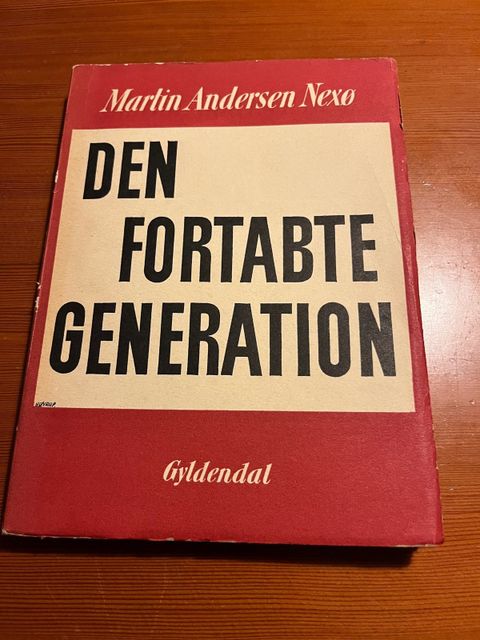 Martin Andersen Nexø
DEN
FORTABTE
GENERATION
Gyldendal